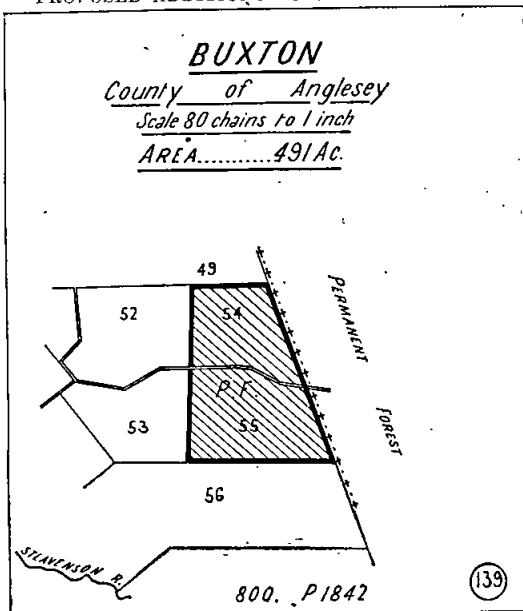 BUXTON
County of Anglesey
Scale 80 chains to 1 inch
AREA..........491 Ac.
49
52
54
PERMANENT
FOREST
P.F.
53
55
56
STEAVENSON R.
800. P1842
139